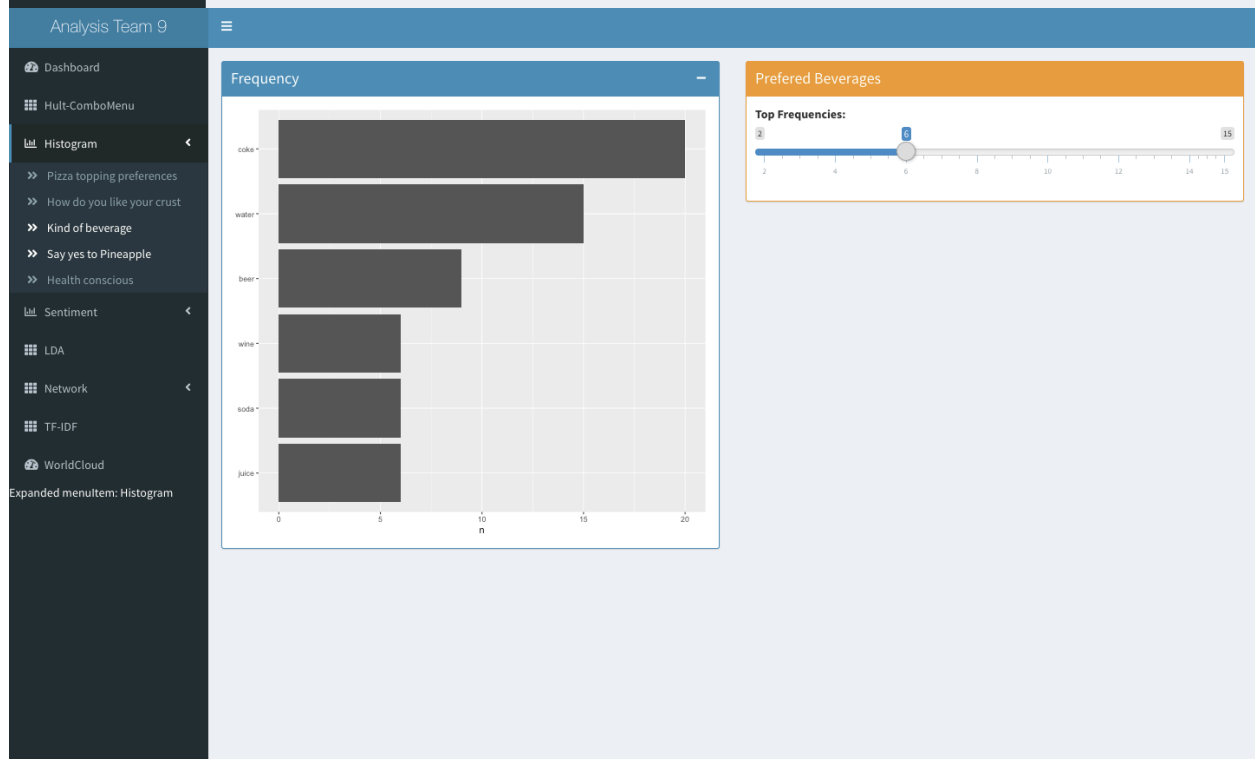 Analysis Team 9
Dashboard
Hult-ComboMenu
Histogram
Pizza topping preferences
How do you like your crust
Kind of beverage
Say yes to Pineapple
Health conscious
Sentiment
LDA
Network
TF-IDF
WorldCloud
Expanded menuItem: Histogram
Frequency
coke
water
beer
wine
soda
juice
0 5 10 15 20
n
Prefered Beverages
Top Frequencies:
2 6 15
2 4 6 8 10 12 14 15